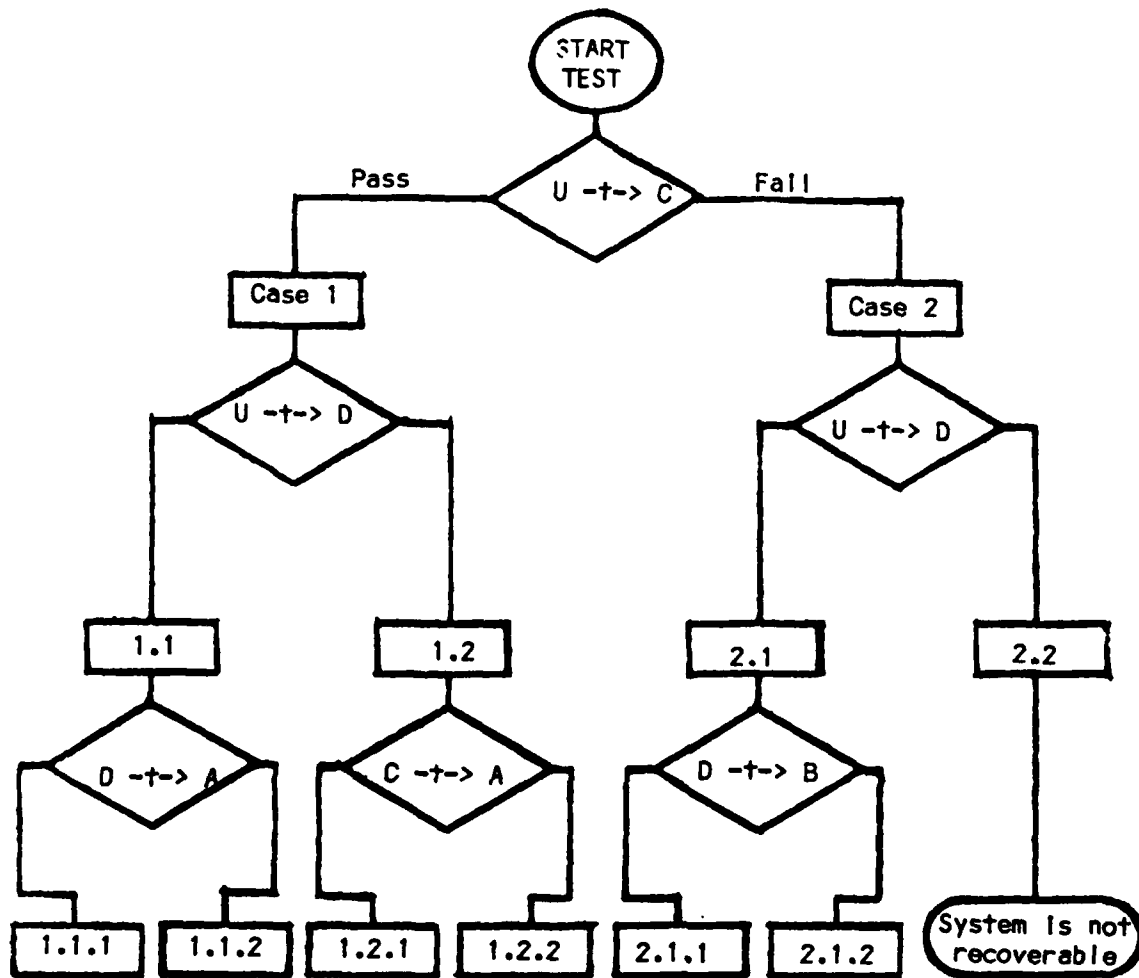 START
TEST
U -t-> C
Pass
Fail
Case 1
Case 2
U -t-> D
U -t-> D
1.1
1.2
2.1
2.2
D -t-> A
C -t-> A
D -t-> B
1.1.1
1.1.2
1.2.1
1.2.2
2.1.1
2.1.2
System is not
recoverable